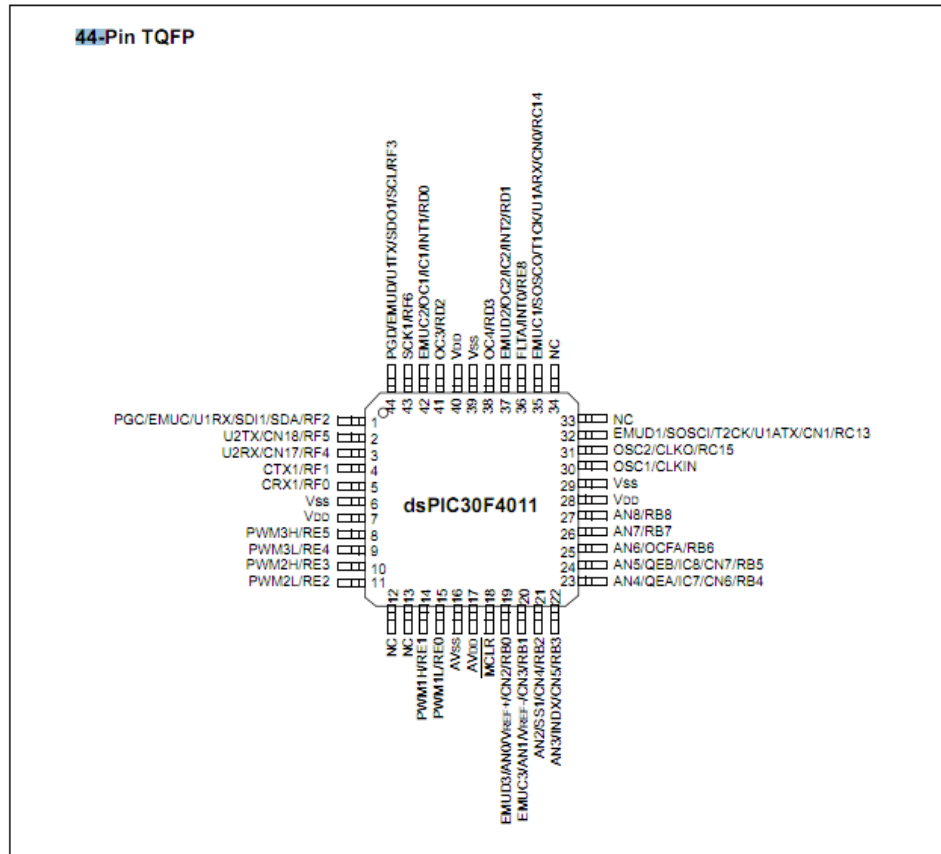 44-Pin TQFP
PGD/EMUD/U1TX/SDO1/SCL/RF3
SCK1/RF6
EMUC2/OC1/IC1/INT1/RD0
OC3/RD2
VDD
VSS
OC4/RD3
EMUD2/OC2/IC2/INT2/RD1
FLTA/INT0/RE8
EMUC1/SOSCO/T1CK/U1ARX/CN0/RC14
NC
44
43
42
41
40
39
38
37
36
35
34
PGC/EMUC/U1RX/SDI1/SDA/RF2
U2TX/CN18/RF5
U2RX/CN17/RF4
CTX1/RF1
CRX1/RF0
VSS
VDD
PWM3H/RE5
PWM3L/RE4
PWM2H/RE3
PWM2L/RE2
1
2
3
4
5
6
7
8
9
10
11
dsPIC30F4011
33
32
31
30
29
28
27
26
25
24
23
NC
EMUD1/SOSCI/T2CK/U1ATX/CN1/RC13
OSC2/CLKO/RC15
OSC1/CLKIN
VSS
VDD
AN8/RB8
AN7/RB7
AN6/OCFA/RB6
AN5/QEB/IC8/CN7/RB5
AN4/QEA/IC7/CN6/RB4
12
13
14
15
16
17
18
19
20
21
22
NC
NC
PWM1H/RE1
PWM1L/RE0
AVSS
AVDD
MCLR
EMUD3/AN0/VREF+/CN2/RB0
EMUC3/AN1/VREF-/CN3/RB1
AN2/SS1/CN4/RB2
AN3/INDX/CN5/RB3